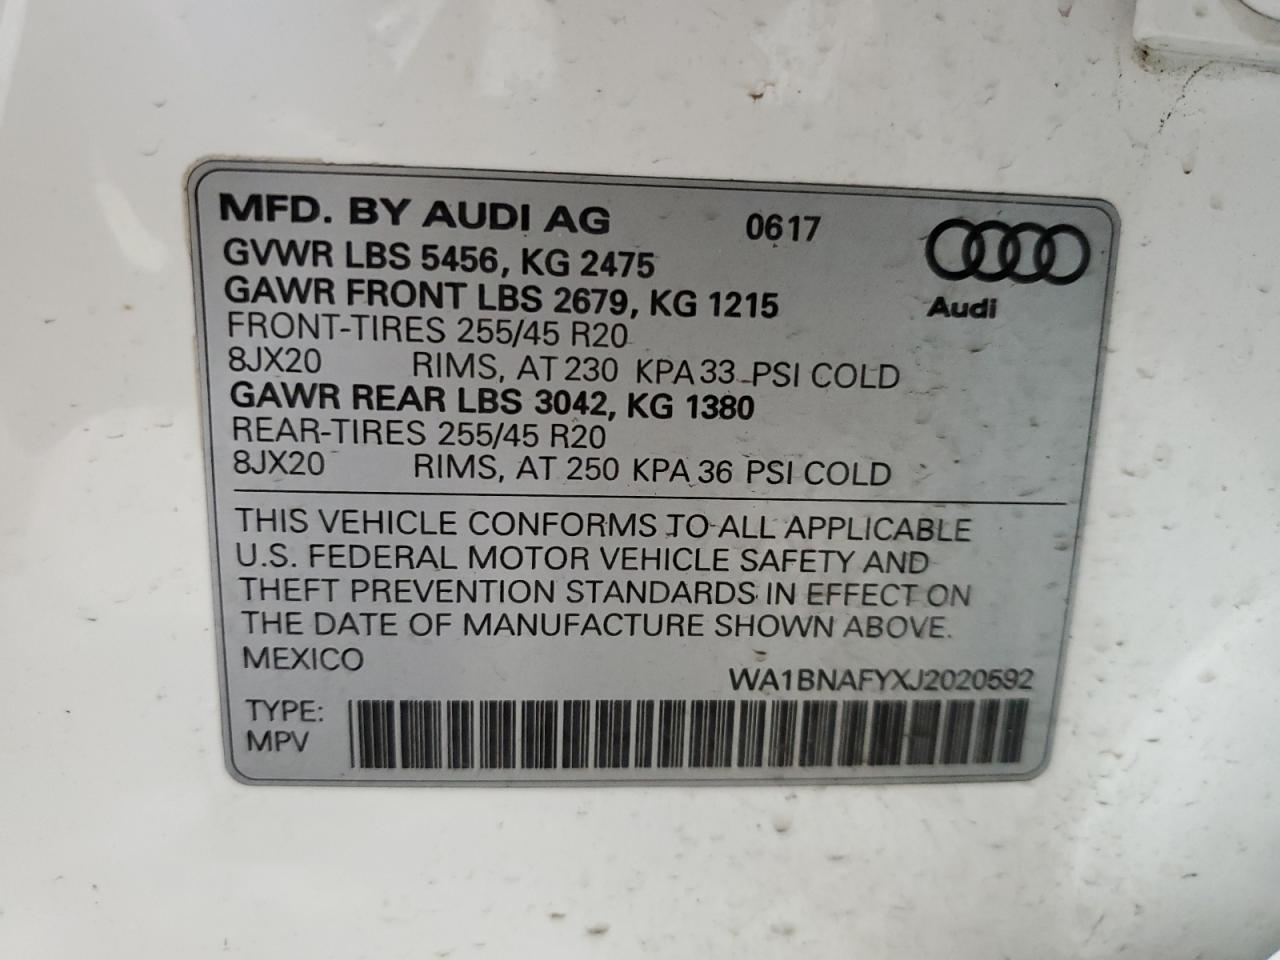 MFD. BY AUDI AG 0617
GVWR LBS 5456, KG 2475
GAWR FRONT LBS 2679, KG 1215
Audi
FRONT-TIRES 255/45 R20
8JX20 RIMS, AT 230 KPA 33 PSI COLD
GAWR REAR LBS 3042, KG 1380
REAR-TIRES 255/45 R20
8JX20 RIMS, AT 250 KPA 36 PSI COLD
THIS VEHICLE CONFORMS TO ALL APPLICABLE
U.S. FEDERAL MOTOR VEHICLE SAFETY AND
THEFT PREVENTION STANDARDS IN EFFECT ON
THE DATE OF MANUFACTURE SHOWN ABOVE.
MEXICO WA1BNAFYXJ2020592
TYPE:
MPV